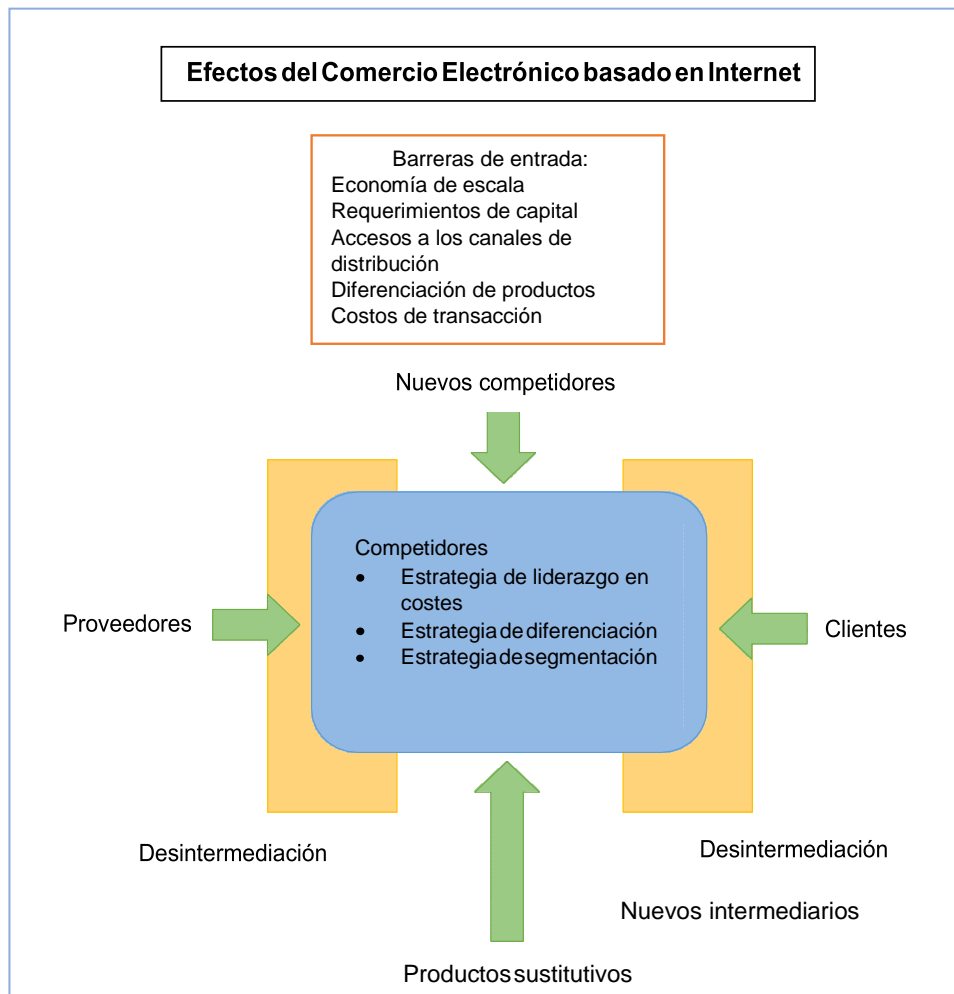 Efectos del Comercio Electrónico basado en Internet
Barreras de entrada:
Economía de escala
Requerimientos de capital
Accesos a los canales de
distribución
Diferenciación de productos
Costos de transacción
Nuevos competidores
Competidores
• Estrategia de liderazgo en
costes
• Estrategia de diferenciación
• Estrategia de segmentación
Proveedores
Clientes
Desintermediación
Desintermediación
Nuevos intermediarios
Productos sustitutivos